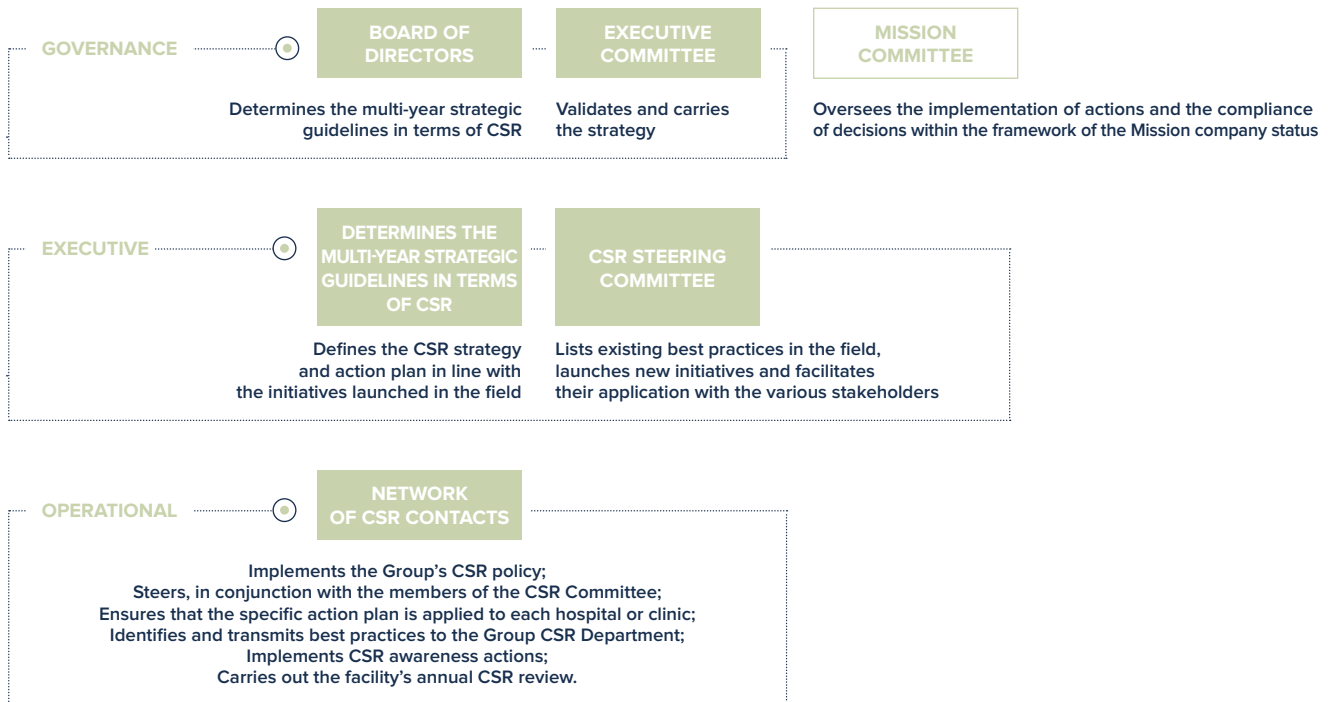 GOVERNANCE
BOARD OF
DIRECTORS
Determines the multi-year strategic
guidelines in terms of CSR
EXECUTIVE
COMMITTEE
Validates and carries
the strategy
MISSION
COMMITTEE
Oversees the implementation of actions and the compliance
of decisions within the framework of the Mission company status
EXECUTIVE
DETERMINES THE
MULTI-YEAR STRATEGIC
GUIDELINES IN TERMS
OF CSR
Defines the CSR strategy
and action plan in line with
the initiatives launched in the field
CSR STEERING
COMMITTEE
Lists existing best practices in the field,
launches new initiatives and facilitates
their application with the various stakeholders
OPERATIONAL
NETWORK
OF CSR CONTACTS
Implements the Group’s CSR policy;
Steers, in conjunction with the members of the CSR Committee;
Ensures that the specific action plan is applied to each hospital or clinic;
Identifies and transmits best practices to the Group CSR Department;
Implements CSR awareness actions;
Carries out the facility’s annual CSR review.